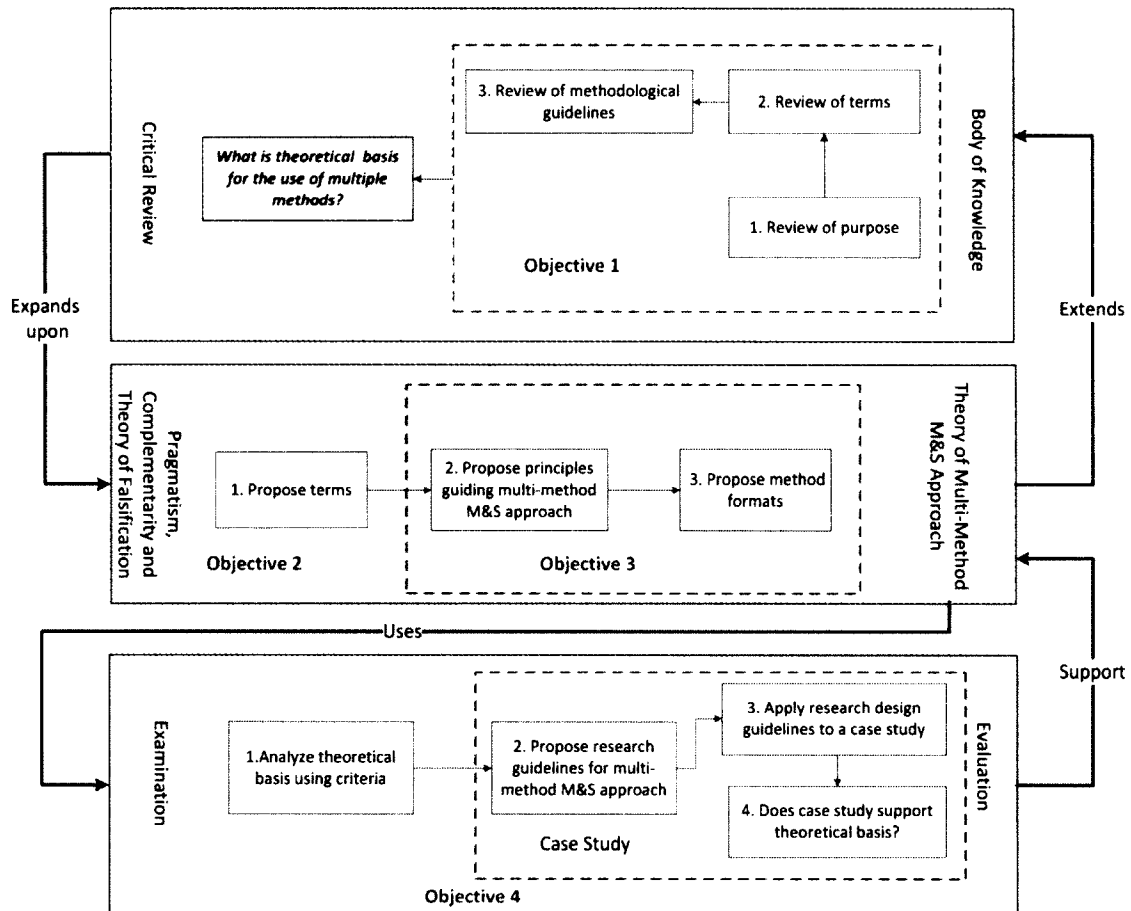 Critical Review
3. Review of methodological
guidelines
2. Review of terms
What is theoretical basis
for the use of multiple
methods?
1. Review of purpose
Objective 1
Body of Knowledge
Expands
upon
Extends
Pragmatism,
Complementarity and
Theory of Falsification
1. Propose terms
2. Propose principles
guiding multi-method
M&S approach
3. Propose method
formats
Objective 2
Objective 3
Theory of Multi-Method
M&S Approach
Uses
Support
Examination
1.Analyze theoretical
basis using criteria
2. Propose research
guidelines for multi-
method M&S approach
3. Apply research design
guidelines to a case study
4. Does case study support
theoretical basis?
Case Study
Evaluation
Objective 4